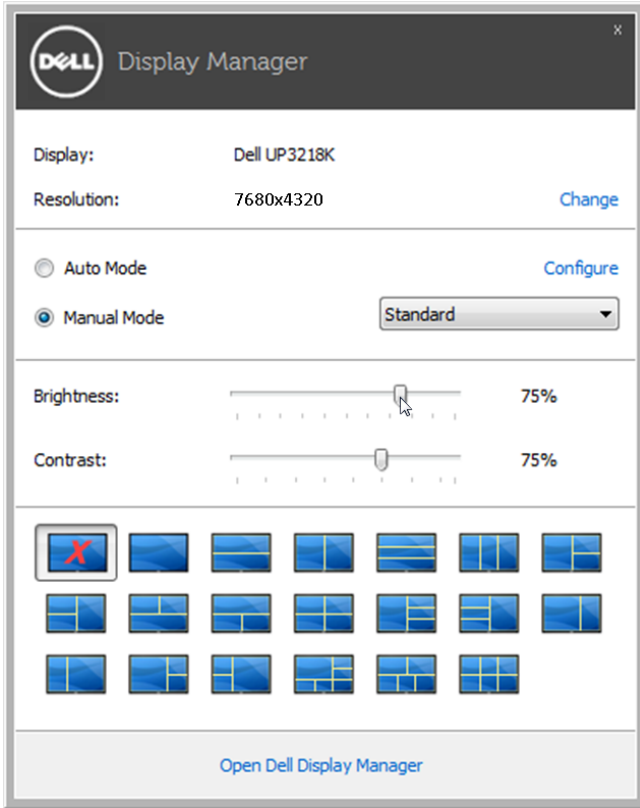 DELL Display Manager x
Display: Dell UP3218K
Resolution: 7680x4320 Change
Auto Mode Configure
Manual Mode Standard
Brightness: 75%
Contrast: 75%
X
Open Dell Display Manager